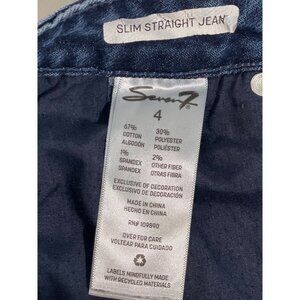 SLIM STRAIGHT JEAN
Seven7®
4
67% 30%
COTTON POLYESTER
ALGODÓN POLIÉSTER
1% 2%
SPANDEX OTHER FIBER
SPANDEX OTRAS FIBRA
EXCLUSIVE OF DECORATION
EXCLUSIVO DE DECORACIÓN
MADE IN CHINA
HECHO EN CHINA
RN# 109890
OVER FOR CARE
VOLTEAR PARA CUIDADO
LABELS MINDFULLY MADE
WITH RECYCLED MATERIALS